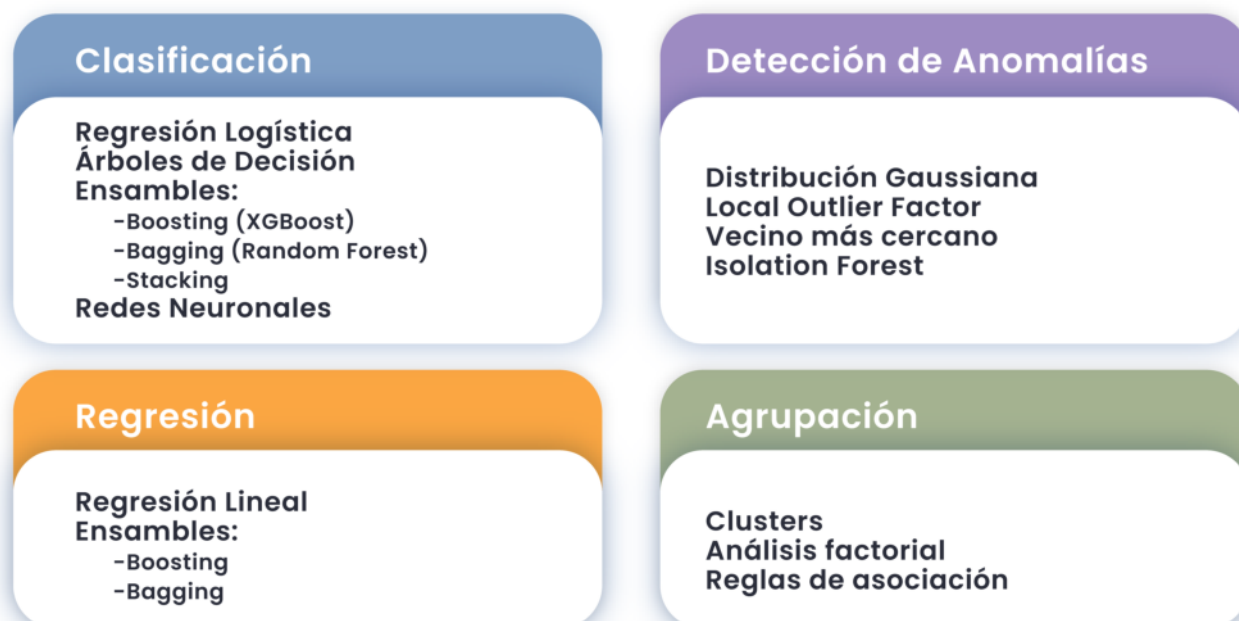 Clasificación
Regresión Logística
Árboles de Decisión
Ensambles:
-Boosting (XGBoost)
-Bagging (Random Forest)
-Stacking
Redes Neuronales
Detección de Anomalías
Distribución Gaussiana
Local Outlier Factor
Vecino más cercano
Isolation Forest
Regresión
Regresión Lineal
Ensambles:
-Boosting
-Bagging
Agrupación
Clusters
Análisis factorial
Reglas de asociación